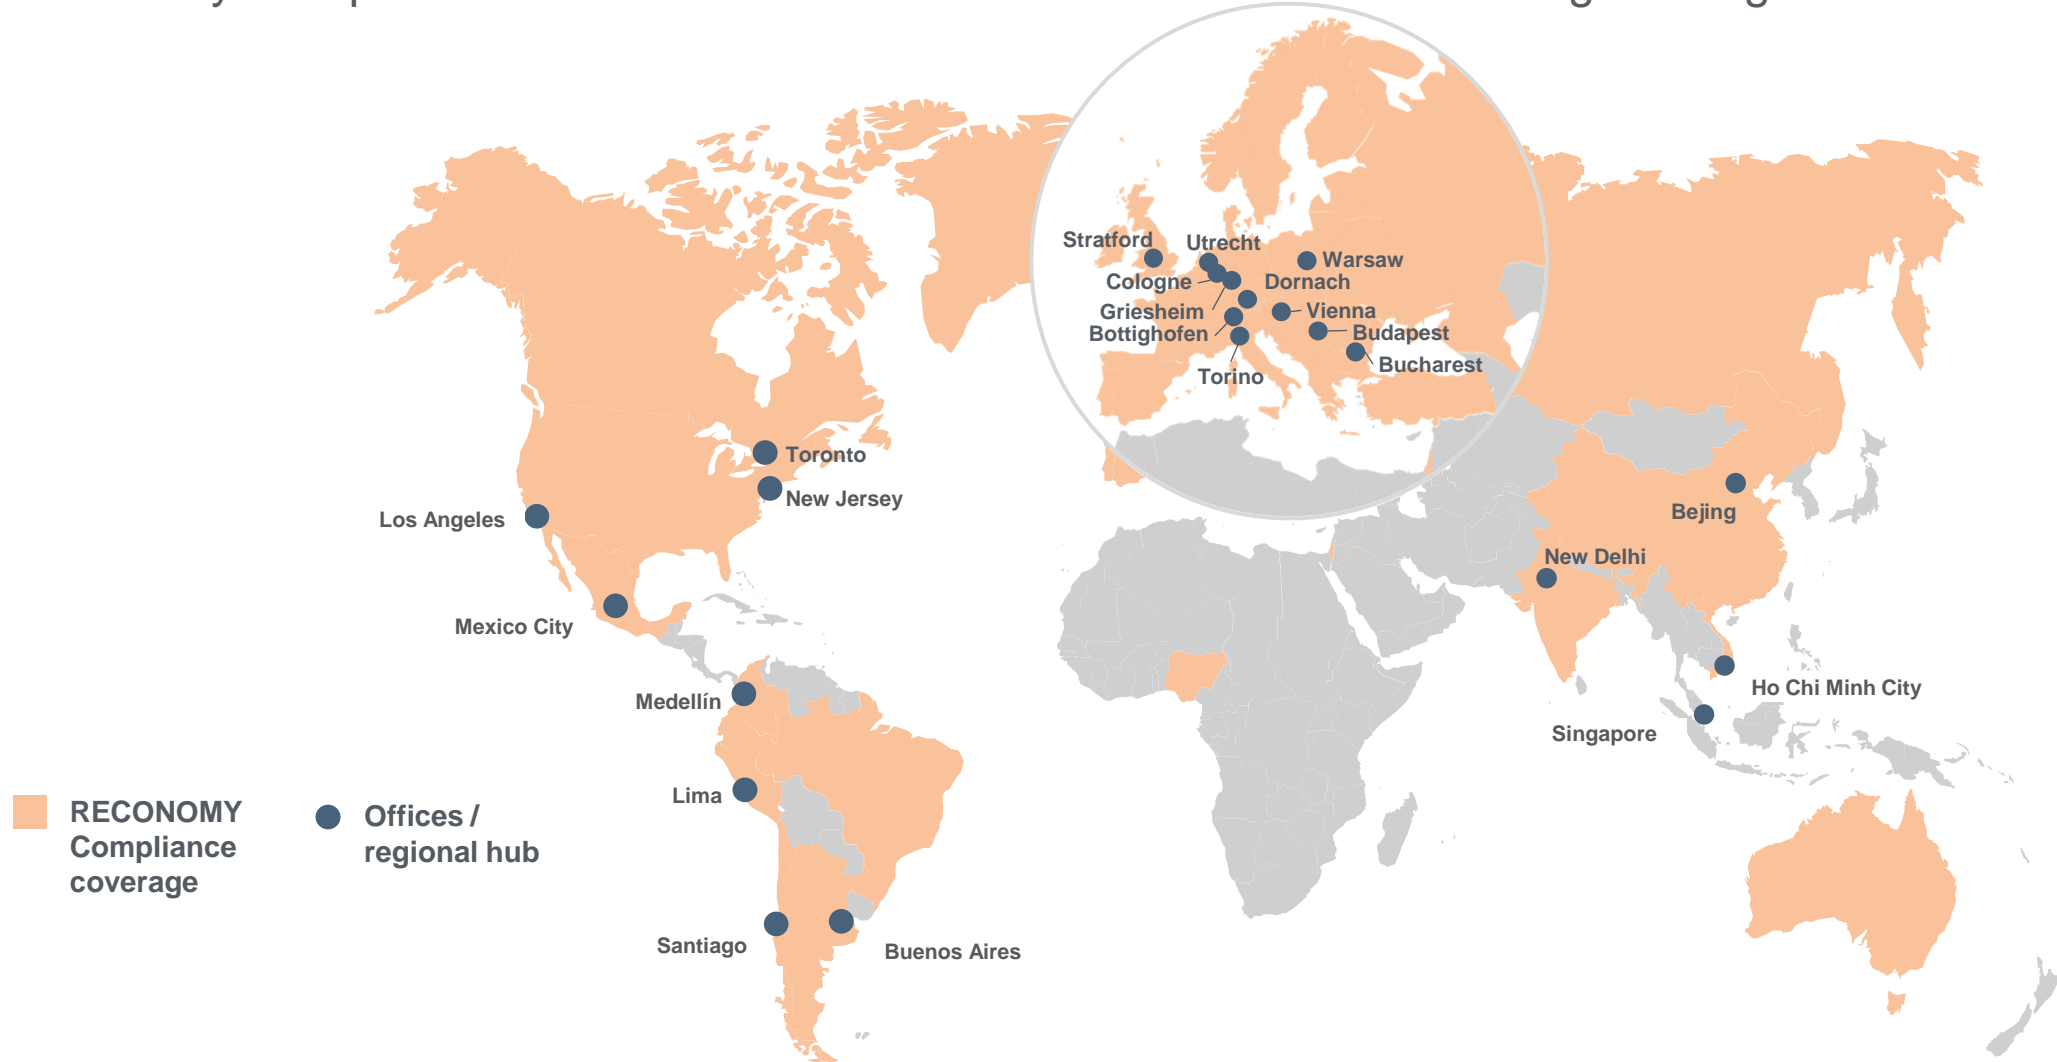 Stratford
Utrecht
Warsaw
Cologne
Dornach
Griesheim
Vienna
Bottighofen
Budapest
Bucharest
Torino
Toronto
New Jersey
Los Angeles
Bejing
New Delhi
Mexico City
Ho Chi Minh City
Medellín
Singapore
Lima
RECONOMY
Compliance
coverage
Offices /
regional hub
Santiago
Buenos Aires